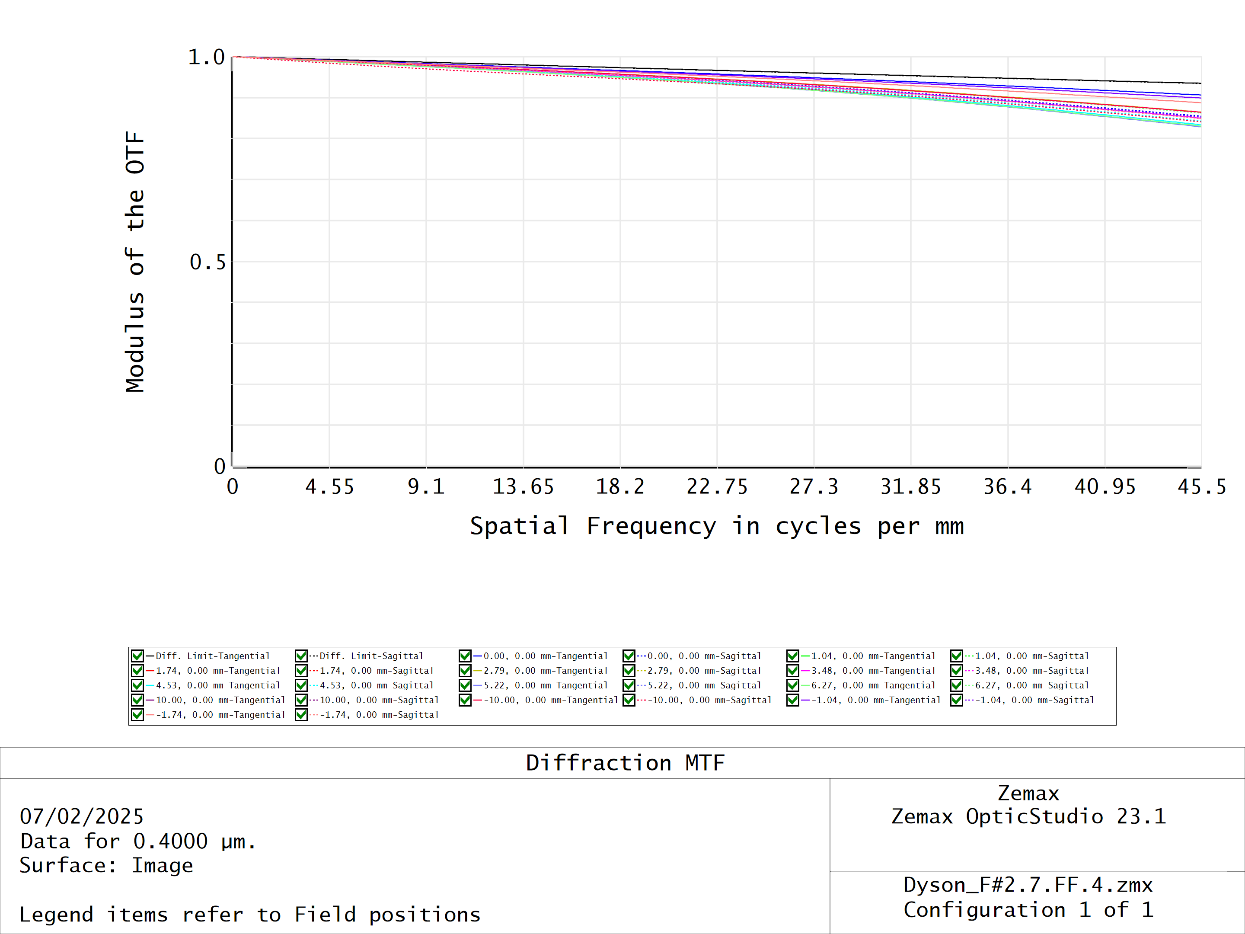 1.0
0.5
0
Modulus of the OTF
0 4.55 9.1 13.65 18.2 22.75 27.3 31.85 36.4 40.95 45.5
Spatial Frequency in cycles per mm
Diff. Limit-Tangential Diff. Limit-Sagittal 0.00, 0.00 mm-Tangential 0.00, 0.00 mm-Sagittal 1.04, 0.00 mm-Tangential 1.04, 0.00 mm-Sagittal
1.74, 0.00 mm-Tangential 1.74, 0.00 mm-Sagittal 2.79, 0.00 mm-Tangential 2.79, 0.00 mm-Sagittal 3.48, 0.00 mm-Tangential 3.48, 0.00 mm-Sagittal
4.53, 0.00 mm-Tangential 4.53, 0.00 mm-Sagittal 5.22, 0.00 mm-Tangential 5.22, 0.00 mm-Sagittal 6.27, 0.00 mm-Tangential 6.27, 0.00 mm-Sagittal
10.00, 0.00 mm-Tangential 10.00, 0.00 mm-Sagittal -10.00, 0.00 mm-Tangential -10.00, 0.00 mm-Sagittal -1.04, 0.00 mm-Tangential -1.04, 0.00 mm-Sagittal
-1.74, 0.00 mm-Tangential -1.74, 0.00 mm-Sagittal
Diffraction MTF
07/02/2025
Data for 0.4000 µm.
Surface: Image
Legend items refer to Field positions
Zemax
Zemax OpticStudio 23.1
Dyson_F#2.7.FF.4.zmx
Configuration 1 of 1